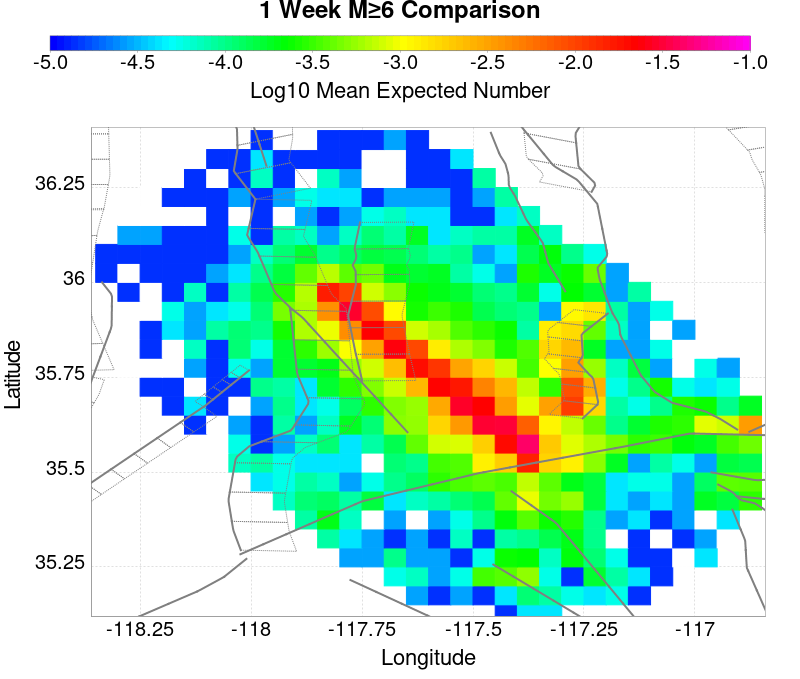 1 Week M≥6 Comparison
-5.0 -4.5 -4.0 -3.5 -3.0 -2.5 -2.0 -1.5 -1.0
Log10 Mean Expected Number
36.25
36
35.75
35.5
35.25
Latitude
-118.25 -118 -117.75 -117.5 -117.25 -117
Longitude